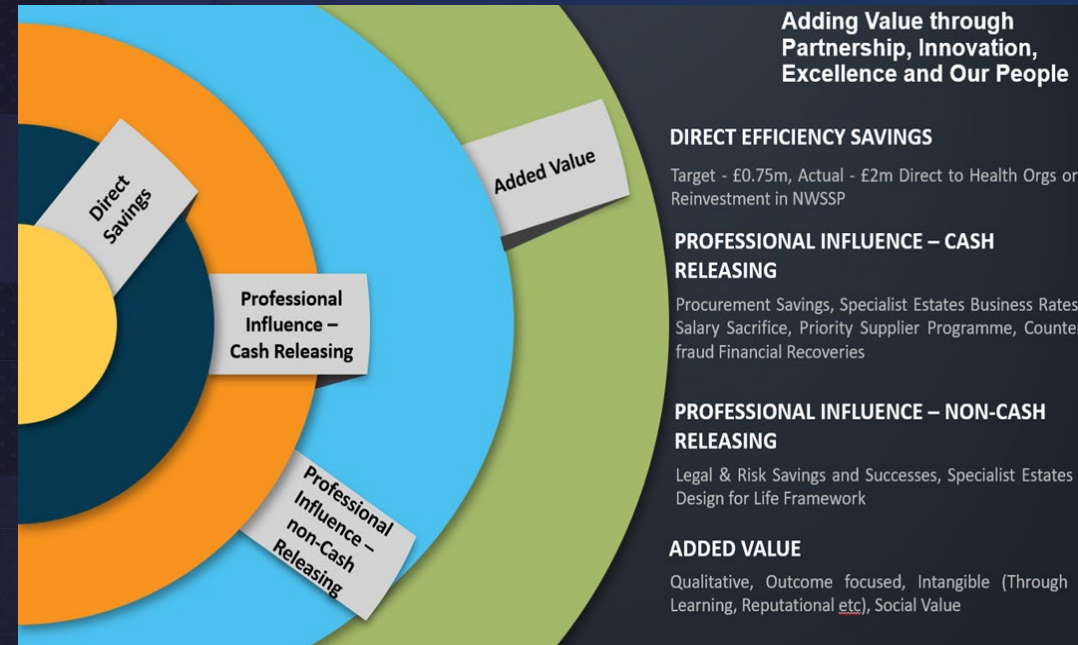 Adding Value through
Partnership, Innovation,
Excellence and Our People
DIRECT EFFICIENCY SAVINGS
Target - £0.75m, Actual - £2m Direct to Health Orgs or
Reinvestment in NWSSP
PROFESSIONAL INFLUENCE – CASH
RELEASING
Procurement Savings, Specialist Estates Business Rates
Salary Sacrifice, Priority Supplier Programme, Counter
fraud Financial Recoveries
PROFESSIONAL INFLUENCE – NON-CASH
RELEASING
Legal & Risk Savings and Successes, Specialist Estates
Design for Life Framework
ADDED VALUE
Qualitative, Outcome focused, Intangible (Through
Learning, Reputational etc), Social Value
Direct
Savings
Professional
Influence –
Cash Releasing
Professional
Influence –
non-Cash
Releasing
Added Value